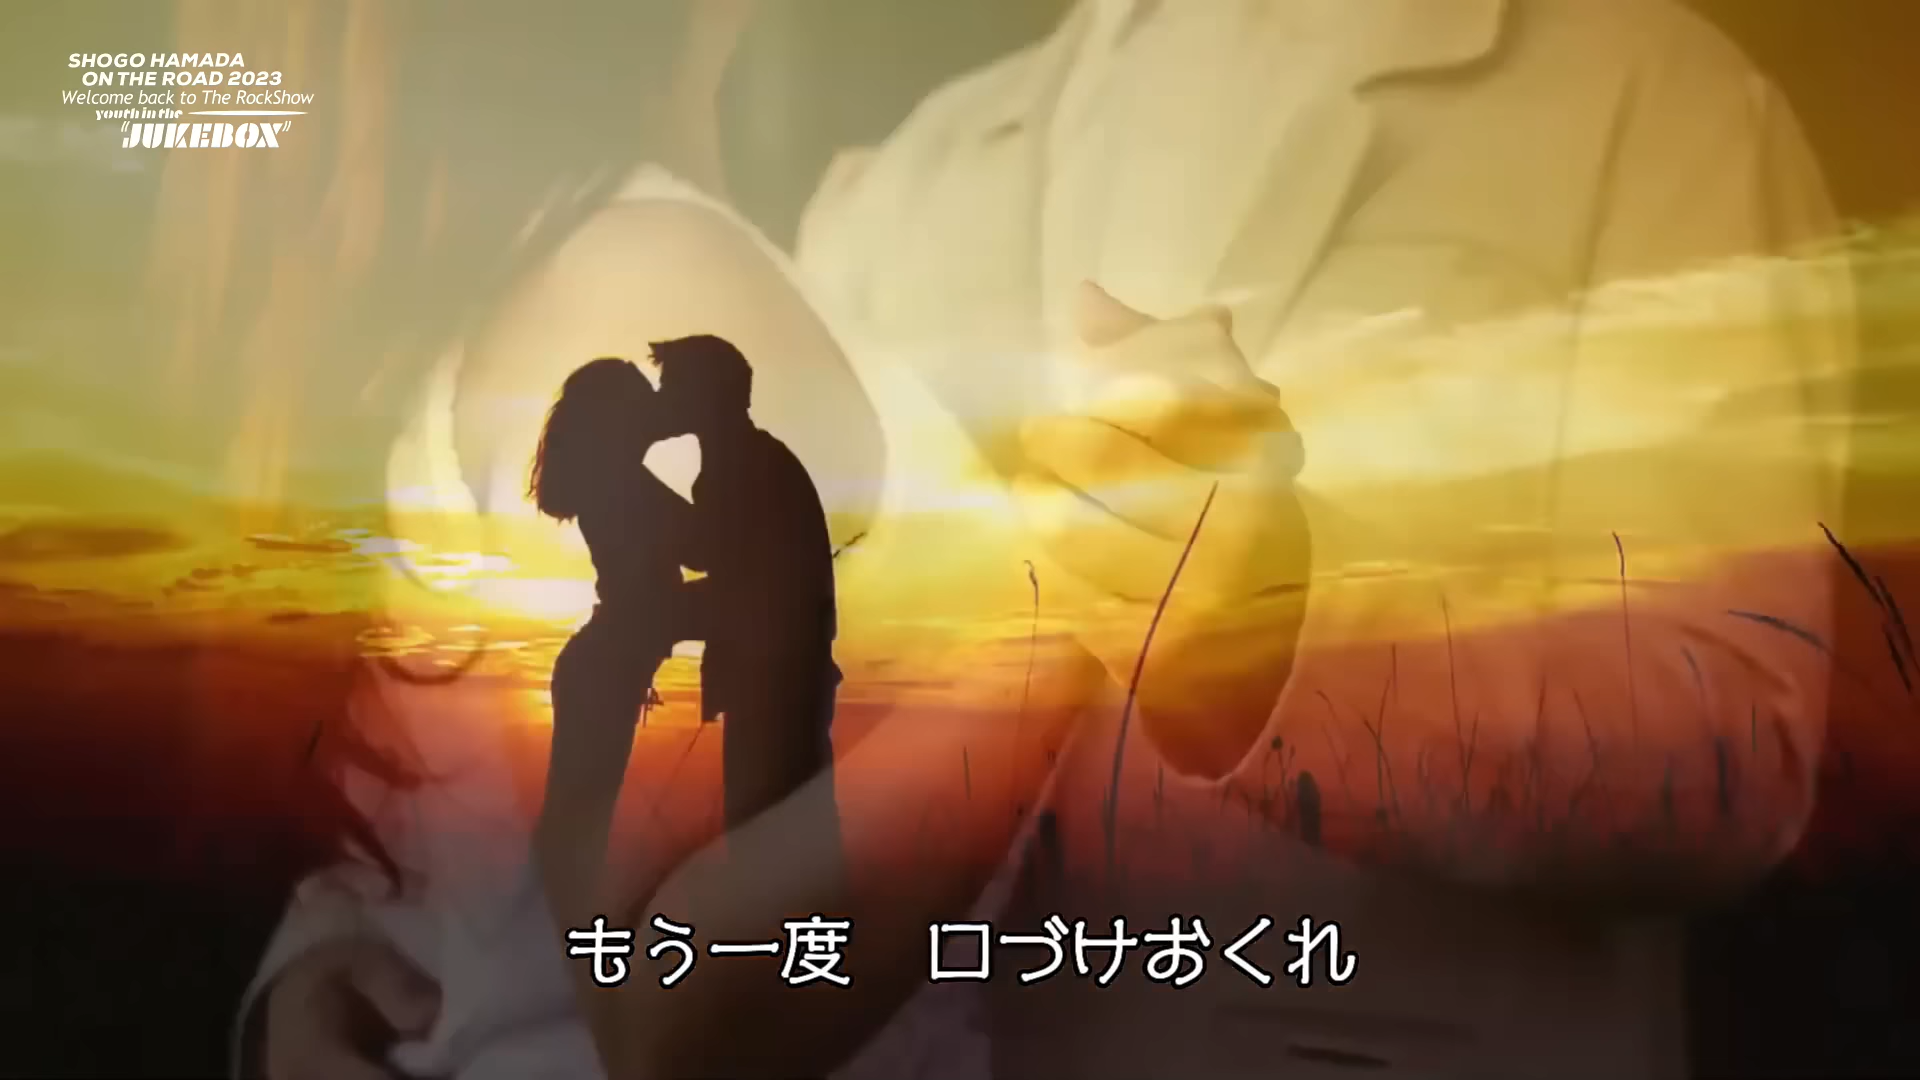 SHOGO HAMADA
ON THE ROAD 2023
Welcome back to The RockShow
youth in the
"JUKEBOX"
もう一度　口づけおくれ